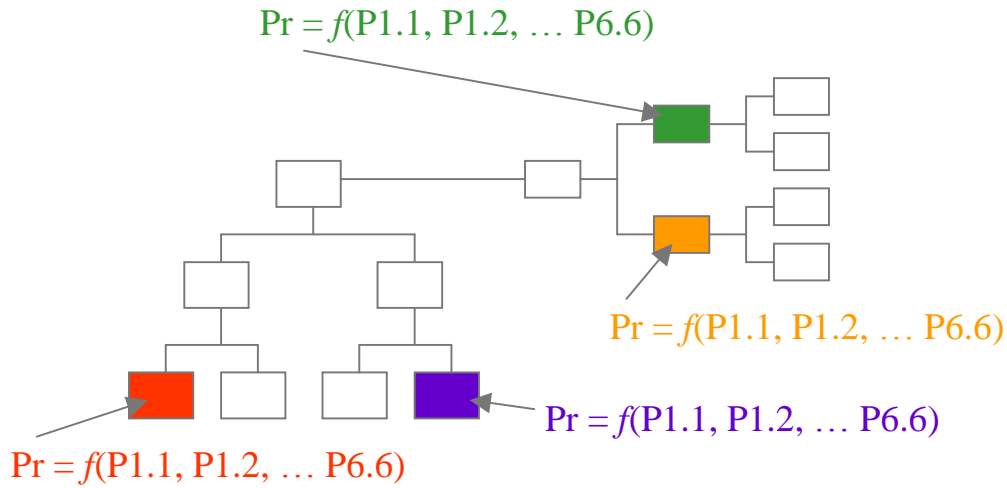 Pr = f(P1.1, P1.2, … P6.6)
Pr = f(P1.1, P1.2, … P6.6)
Pr = f(P1.1, P1.2, … P6.6)
Pr = f(P1.1, P1.2, … P6.6)